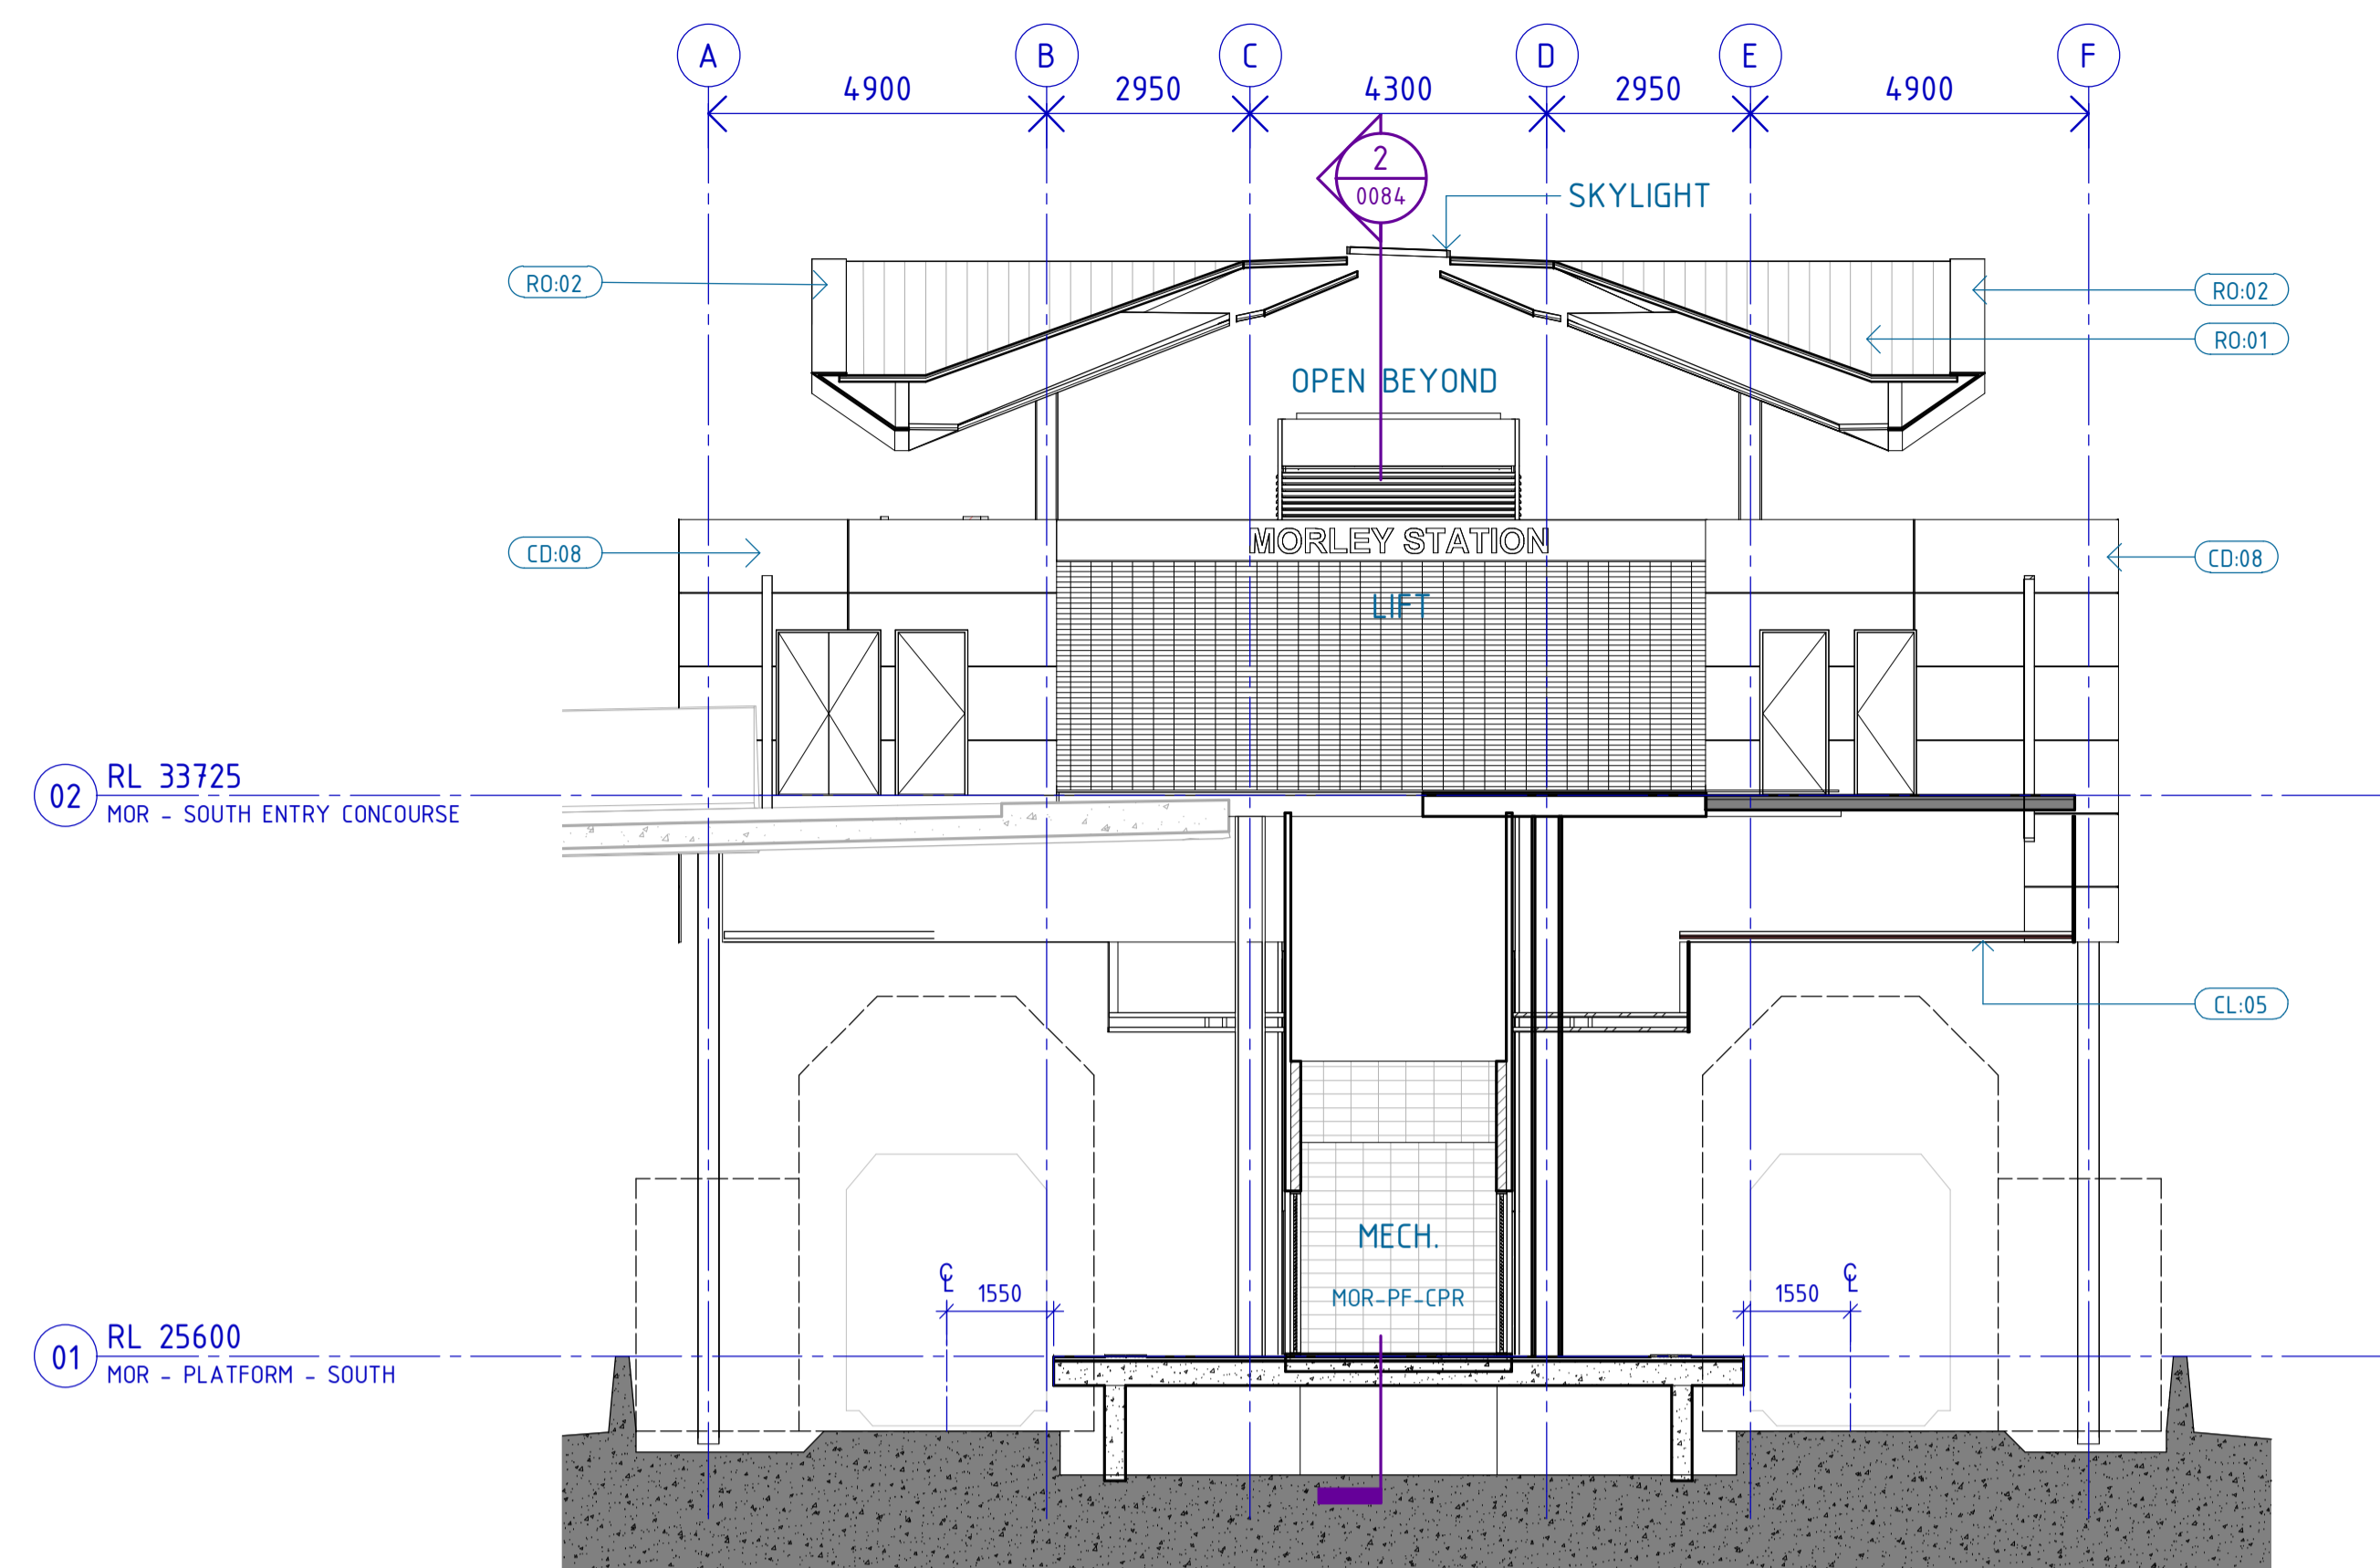 A B C D E F
4900 2950 4300 2950 4900
2
0084
SKYLIGHT
RO:02
RO:02
RO:01
OPEN BEYOND
MORLEY STATION
CD:08
CD:08
LIFT
02 RL 33725
MOR - SOUTH ENTRY CONCOURSE
CL:05
MECH.
MOR-PF-CPR
℄ 1550
1550 ℄
01 RL 25600
MOR - PLATFORM - SOUTH